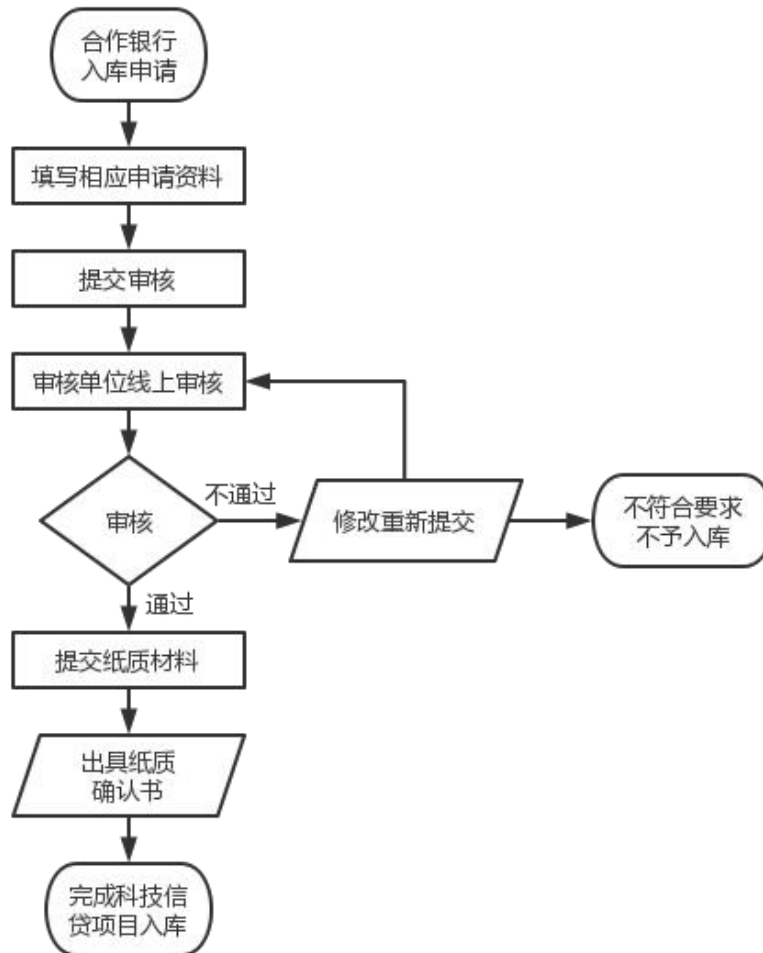 合作银行
入库申请
填写相应申请资料
提交审核
审核单位线上审核
审核
不通过
修改重新提交
不符合要求
不予入库
通过
提交纸质材料
出具纸质
确认书
完成科技信
贷项目入库